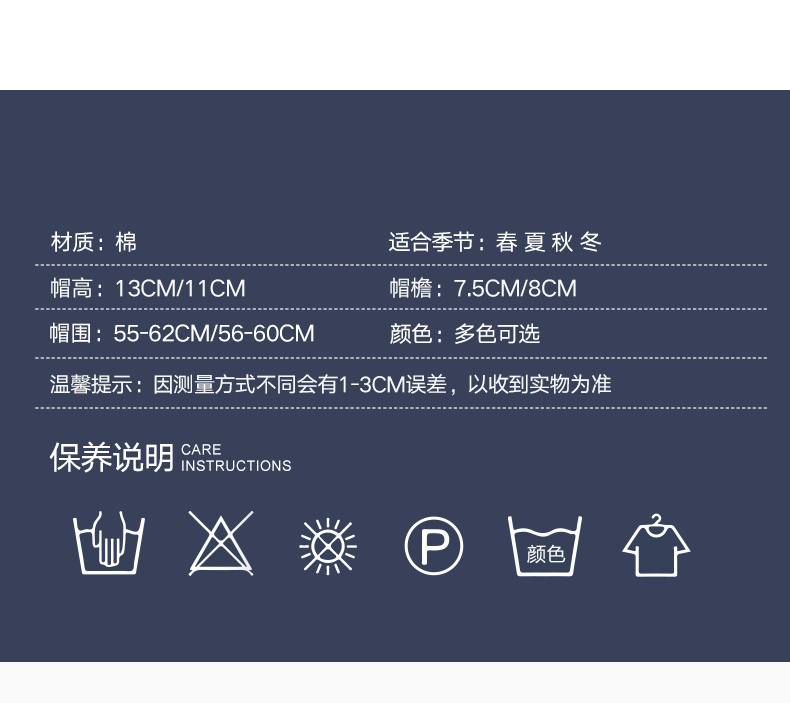 材质：棉
适合季节：春 夏 秋 冬
帽高：13CM/11CM
帽檐：7.5CM/8CM
帽围：55-62CM/56-60CM
颜色：多色可选
温馨提示：因测量方式不同会有1-3CM误差，以收到实物为准
保养说明
CARE
INSTRUCTIONS
P
颜色